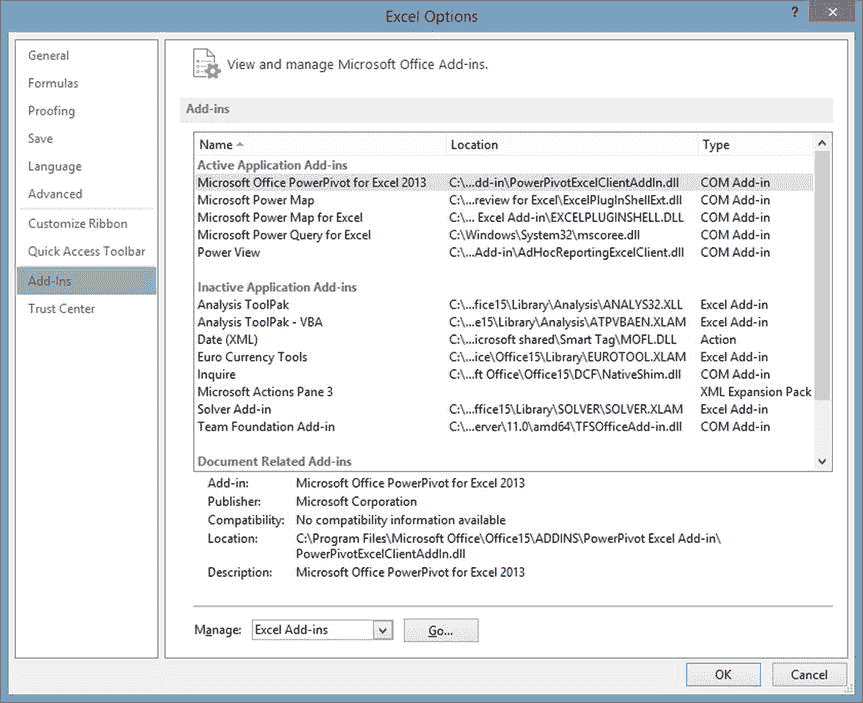 Excel Options
?
General
Formulas
Proofing
Save
Language
Advanced
Customize Ribbon
Quick Access Toolbar
Add-Ins
Trust Center
View and manage Microsoft Office Add-ins.
Add-ins
Name Location Type
Active Application Add-ins
Microsoft Office PowerPivot for Excel 2013 C:\...dd-in\PowerPivotExcelClientAddIn.dll COM Add-in
Microsoft Power Map C:\...review for Excel\ExcelPlugInShellExt.dll COM Add-in
Microsoft Power Map for Excel C:\... Excel Add-in\EXCELPLUGINSHELL.DLL COM Add-in
Microsoft Power Query for Excel C:\Windows\System32\mscoree.dll COM Add-in
Power View C:\...Add-in\AdHocReportingExcelClient.dll COM Add-in
Inactive Application Add-ins
Analysis ToolPak C:\...fice15\Library\Analysis\ANALYS32.XLL Excel Add-in
Analysis ToolPak - VBA C:\...e15\Library\Analysis\ATPVBAEN.XLAM Excel Add-in
Date (XML) C:\...icrosoft shared\Smart Tag\MOFL.DLL Action
Euro Currency Tools C:\...ice\Office15\Library\EUROTOOL.XLAM Excel Add-in
Inquire C:\...ft Office\Office15\DCF\NativeShim.dll COM Add-in
Microsoft Actions Pane 3 XML Expansion Pack
Solver Add-in C:\...ffice15\Library\SOLVER\SOLVER.XLAM Excel Add-in
Team Foundation Add-in C:\...erver\11.0\amd64\TFSOfficeAdd-in.dll COM Add-in
Document Related Add-ins
Add-in: Microsoft Office PowerPivot for Excel 2013
Publisher: Microsoft Corporation
Compatibility: No compatibility information available
Location: C:\Program Files\Microsoft Office\Office15\ADDINS\PowerPivot Excel Add-in\
PowerPivotExcelClientAddIn.dll
Description: Microsoft Office PowerPivot for Excel 2013
Manage: Excel Add-ins Go...
OK Cancel